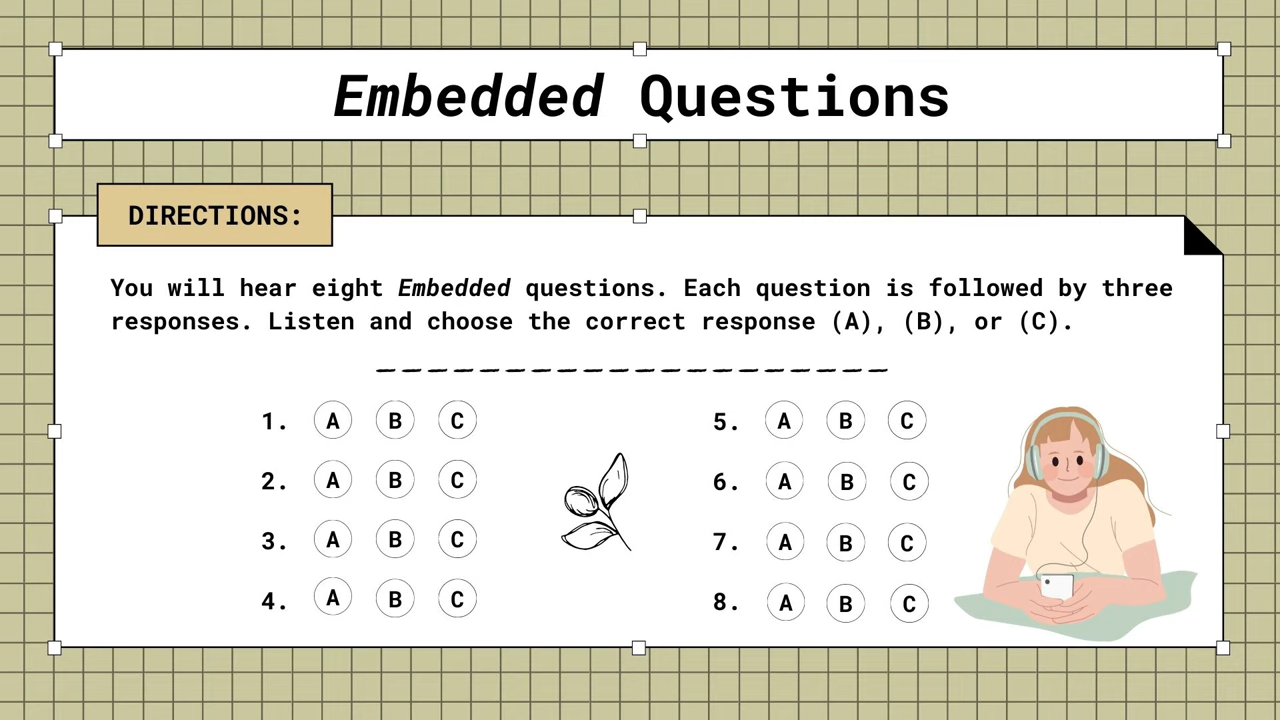 Embedded Questions
DIRECTIONS:
You will hear eight Embedded questions. Each question is followed by three
responses. Listen and choose the correct response (A), (B), or (C).
1. A B C
2. A B C
3. A B C
4. A B C
5. A B C
6. A B C
7. A B C
8. A B C